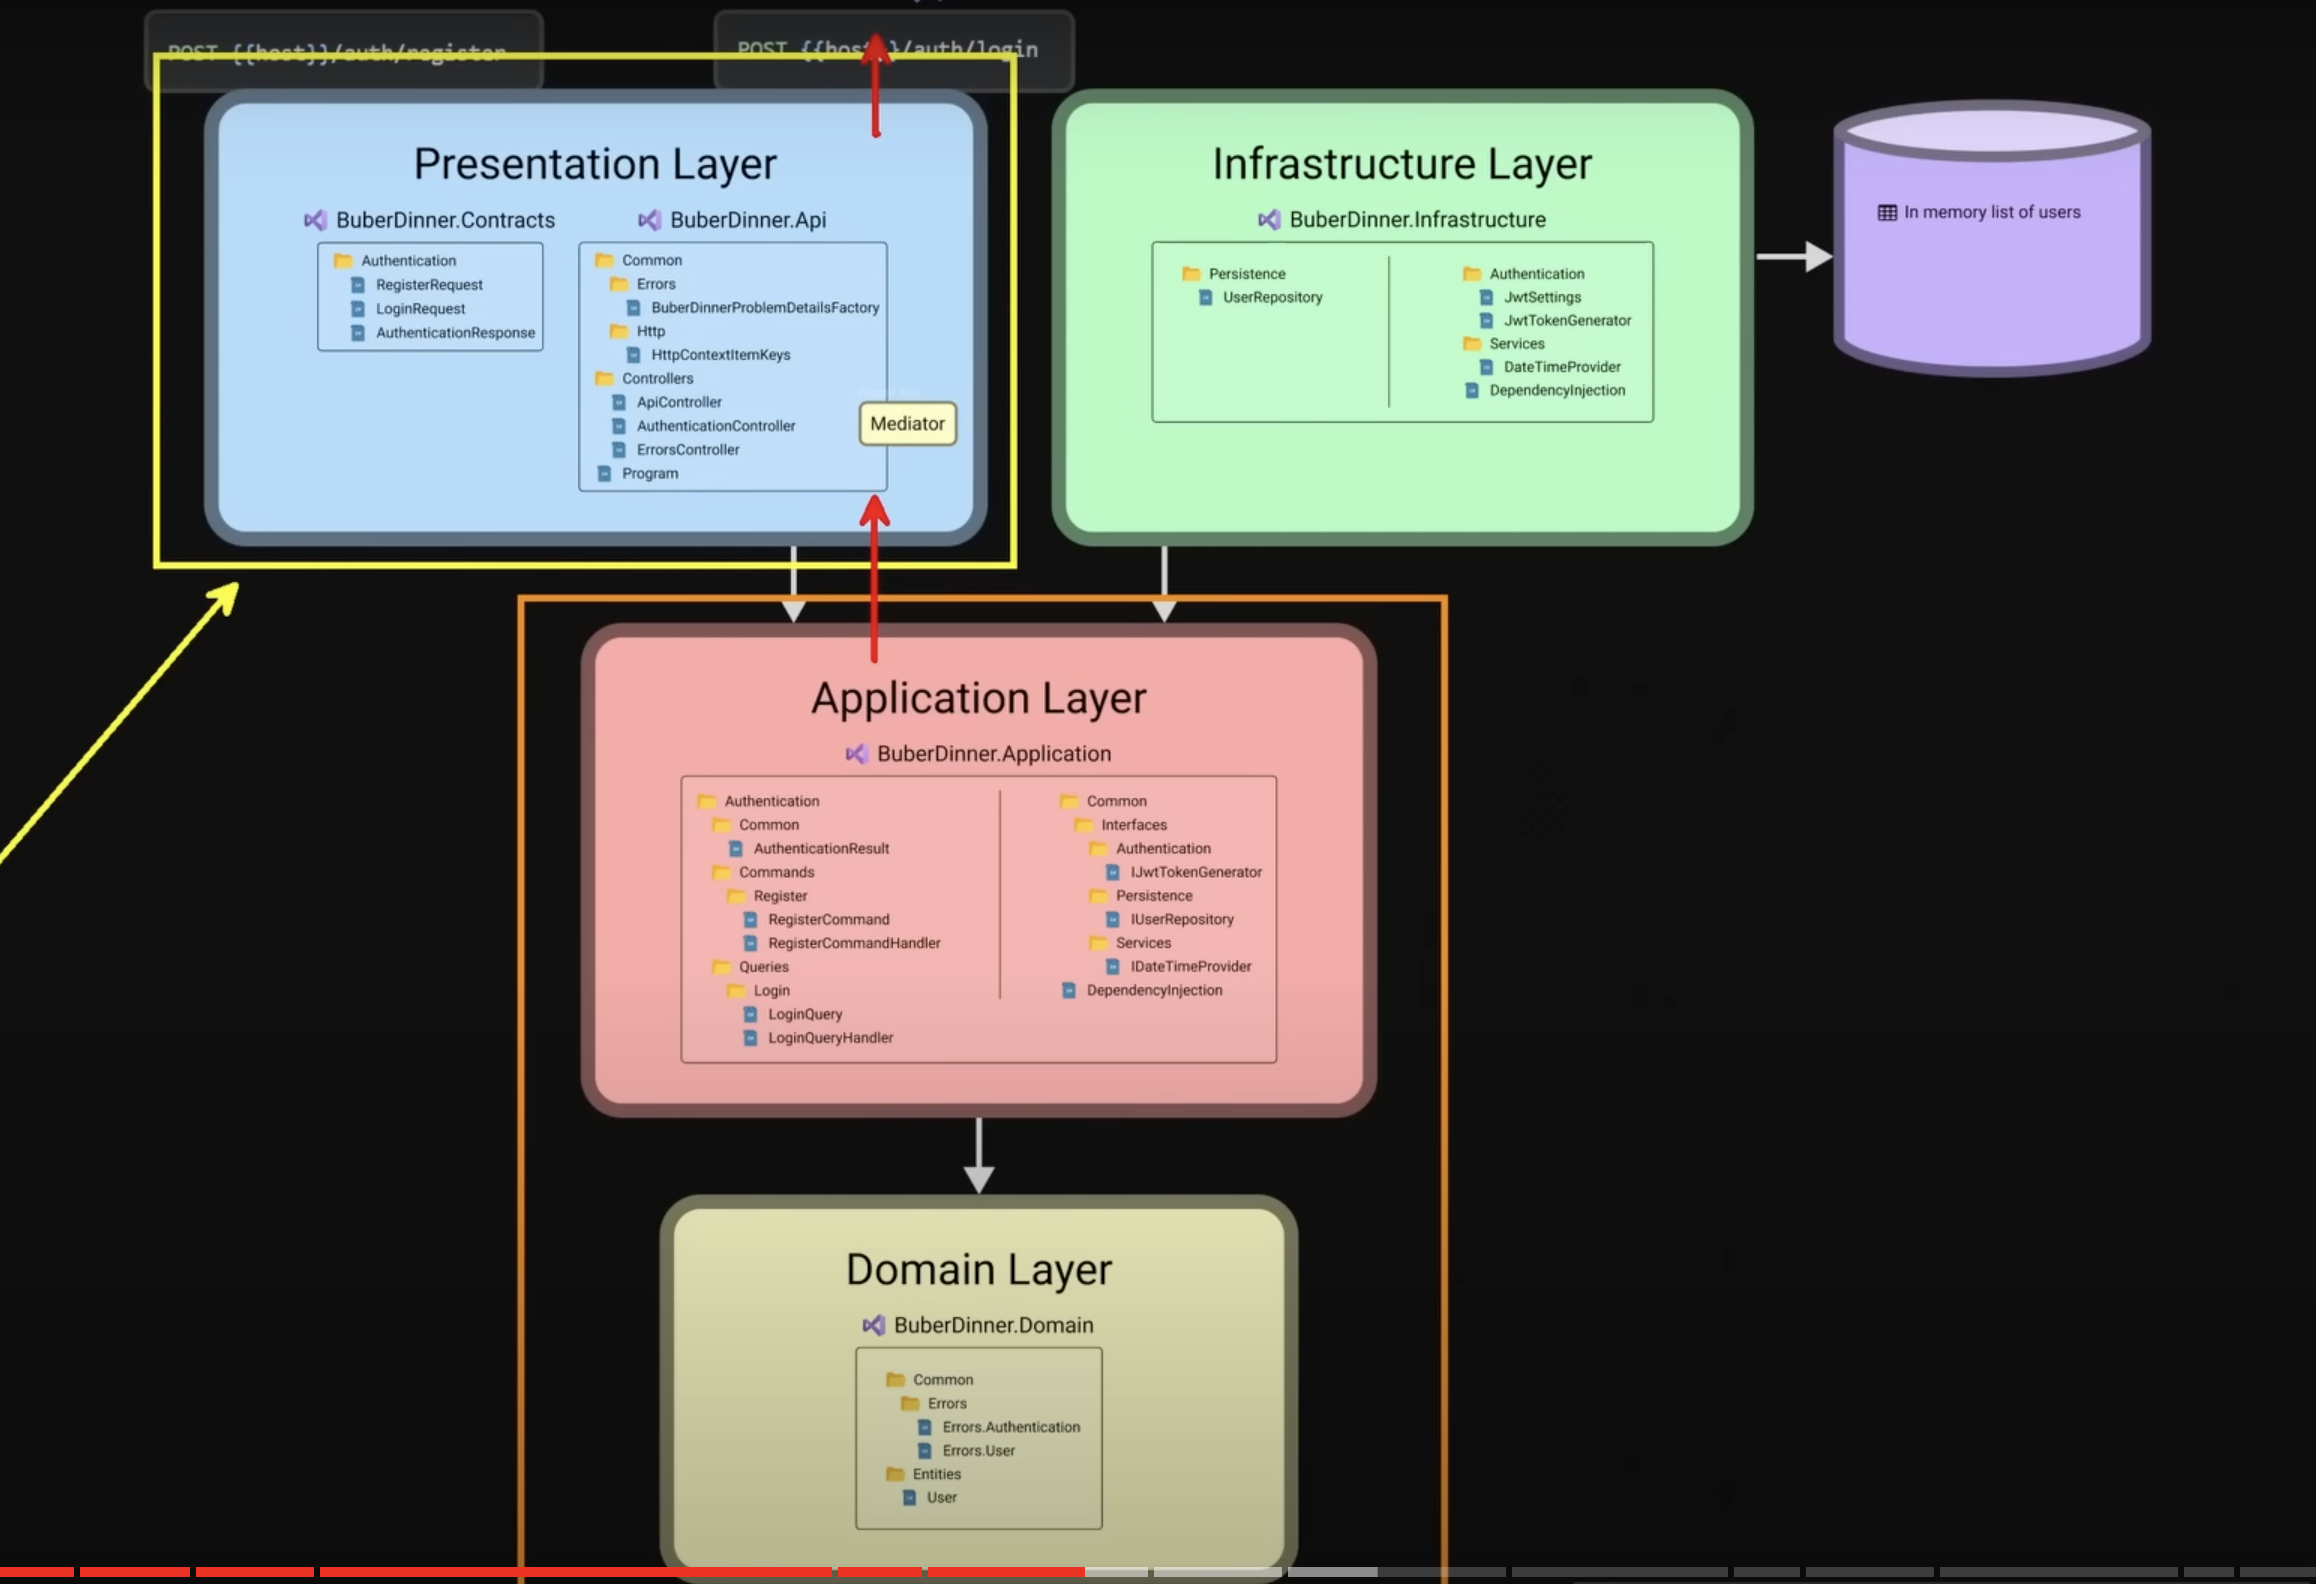 POST {{host}}/auth/register
POST {{host}}/auth/login
Presentation Layer
BuberDinner.Contracts
Authentication
RegisterRequest
LoginRequest
AuthenticationResponse
BuberDinner.Api
Common
Errors
BuberDinnerProblemDetailsFactory
Http
HttpContextItemKeys
Controllers
ApiController
AuthenticationController
ErrorsController
Program
Mediator
Infrastructure Layer
BuberDinner.Infrastructure
Persistence
UserRepository
Authentication
JwtSettings
JwtTokenGenerator
Services
DateTimeProvider
DependencyInjection
In memory list of users
Application Layer
BuberDinner.Application
Authentication
Common
AuthenticationResult
Commands
Register
RegisterCommand
RegisterCommandHandler
Queries
Login
LoginQuery
LoginQueryHandler
Common
Interfaces
Authentication
IJwtTokenGenerator
Persistence
IUserRepository
Services
IDateTimeProvider
DependencyInjection
Domain Layer
BuberDinner.Domain
Common
Errors
Errors.Authentication
Errors.User
Entities
User